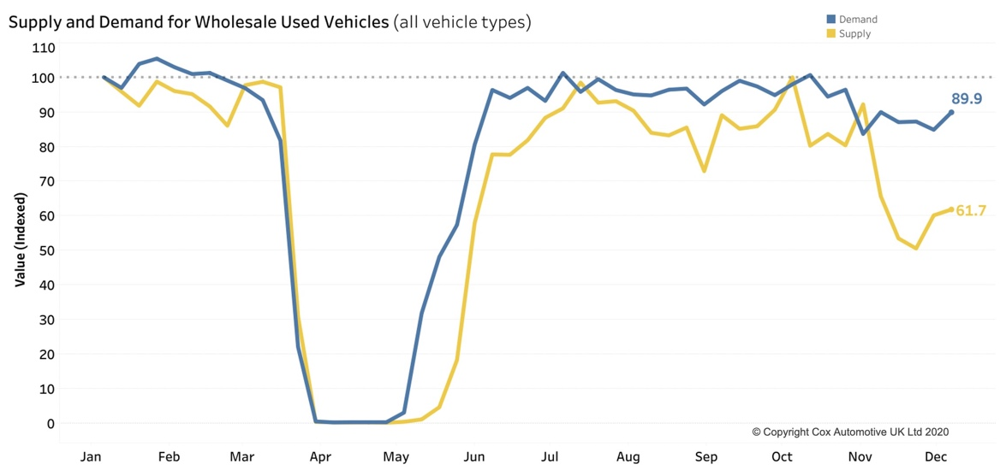 Supply and Demand for Wholesale Used Vehicles (all vehicle types)
Demand
Supply
110
100
90
80
70
60
50
40
30
20
10
0
Value (Indexed)
89.9
61.7
© Copyright Cox Automotive UK Ltd 2020
Jan Feb Mar Apr May Jun Jul Aug Sep Oct Nov Dec